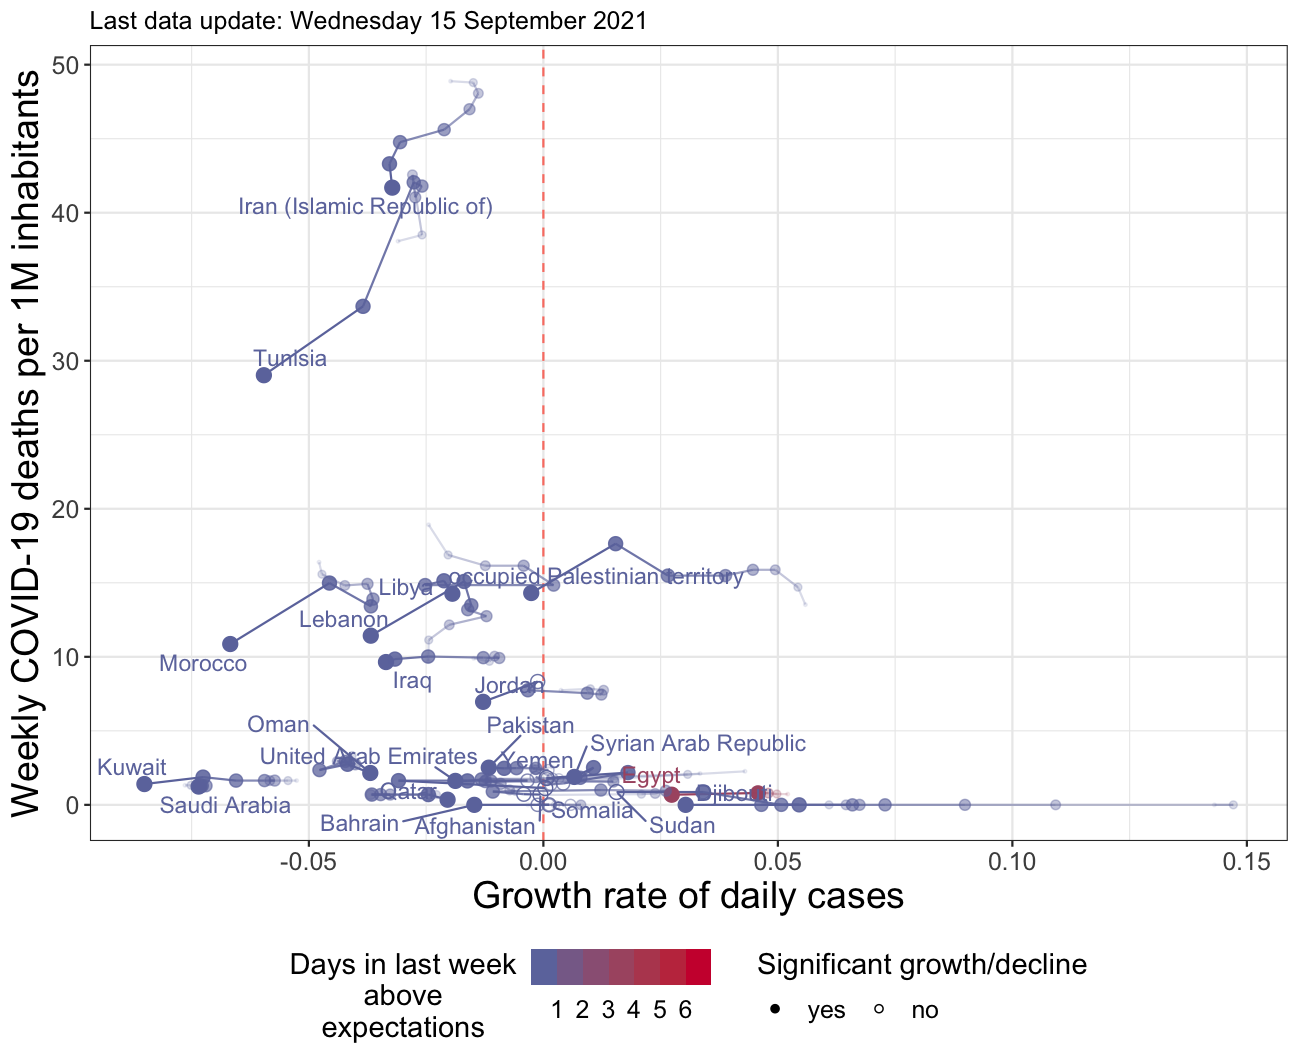 Last data update: Wednesday 15 September 2021
Weekly COVID-19 deaths per 1M inhabitants
50
40
30
20
10
0
Iran (Islamic Republic of)
Tunisia
Libya
occupied Palestinian territory
Lebanon
Morocco
Iraq
Jordan
Oman
Pakistan
United Arab Emirates
Yemen
Syrian Arab Republic
Kuwait
Egypt
Saudi Arabia
Qatar
Djibouti
Bahrain
Afghanistan
Somalia
Sudan
-0.05
0.00
0.05
0.10
0.15
Growth rate of daily cases
Days in last week
above
expectations
1 2 3 4 5 6
Significant growth/decline
yes
no